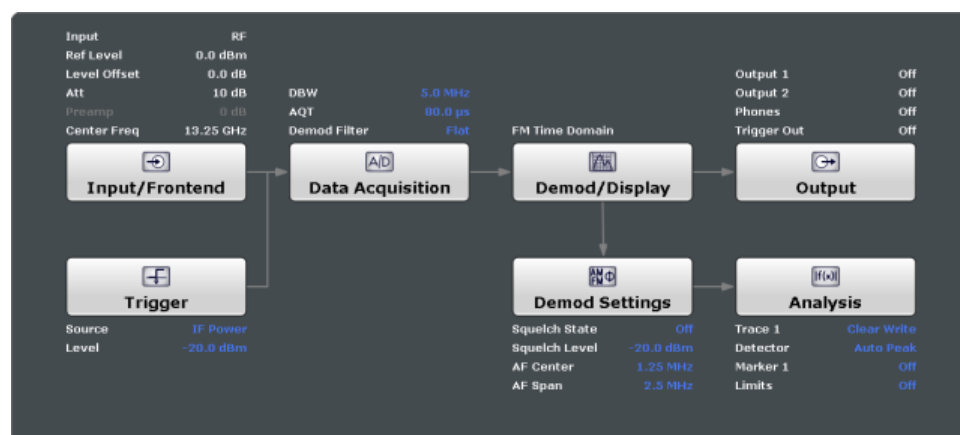 Input RF
Ref Level 0.0 dBm
Level Offset 0.0 dB
Att 10 dB
Preamp 0 dB
Center Freq 13.25 GHz
Input/Frontend
DBW 5.0 MHz
AQT 80.0 µs
Demod Filter Flat
A/D
Data Acquisition
FM Time Domain
Demod/Display
Output 1 Off
Output 2 Off
Phones Off
Trigger Out Off
Output
Trigger
Source IF Power
Level -20.0 dBm
AM FM Φ
Demod Settings
Squelch State Off
Squelch Level -20.0 dBm
AF Center 1.25 MHz
AF Span 2.5 MHz
f(x)
Analysis
Trace 1 Clear Write
Detector Auto Peak
Marker 1 Off
Limits Off